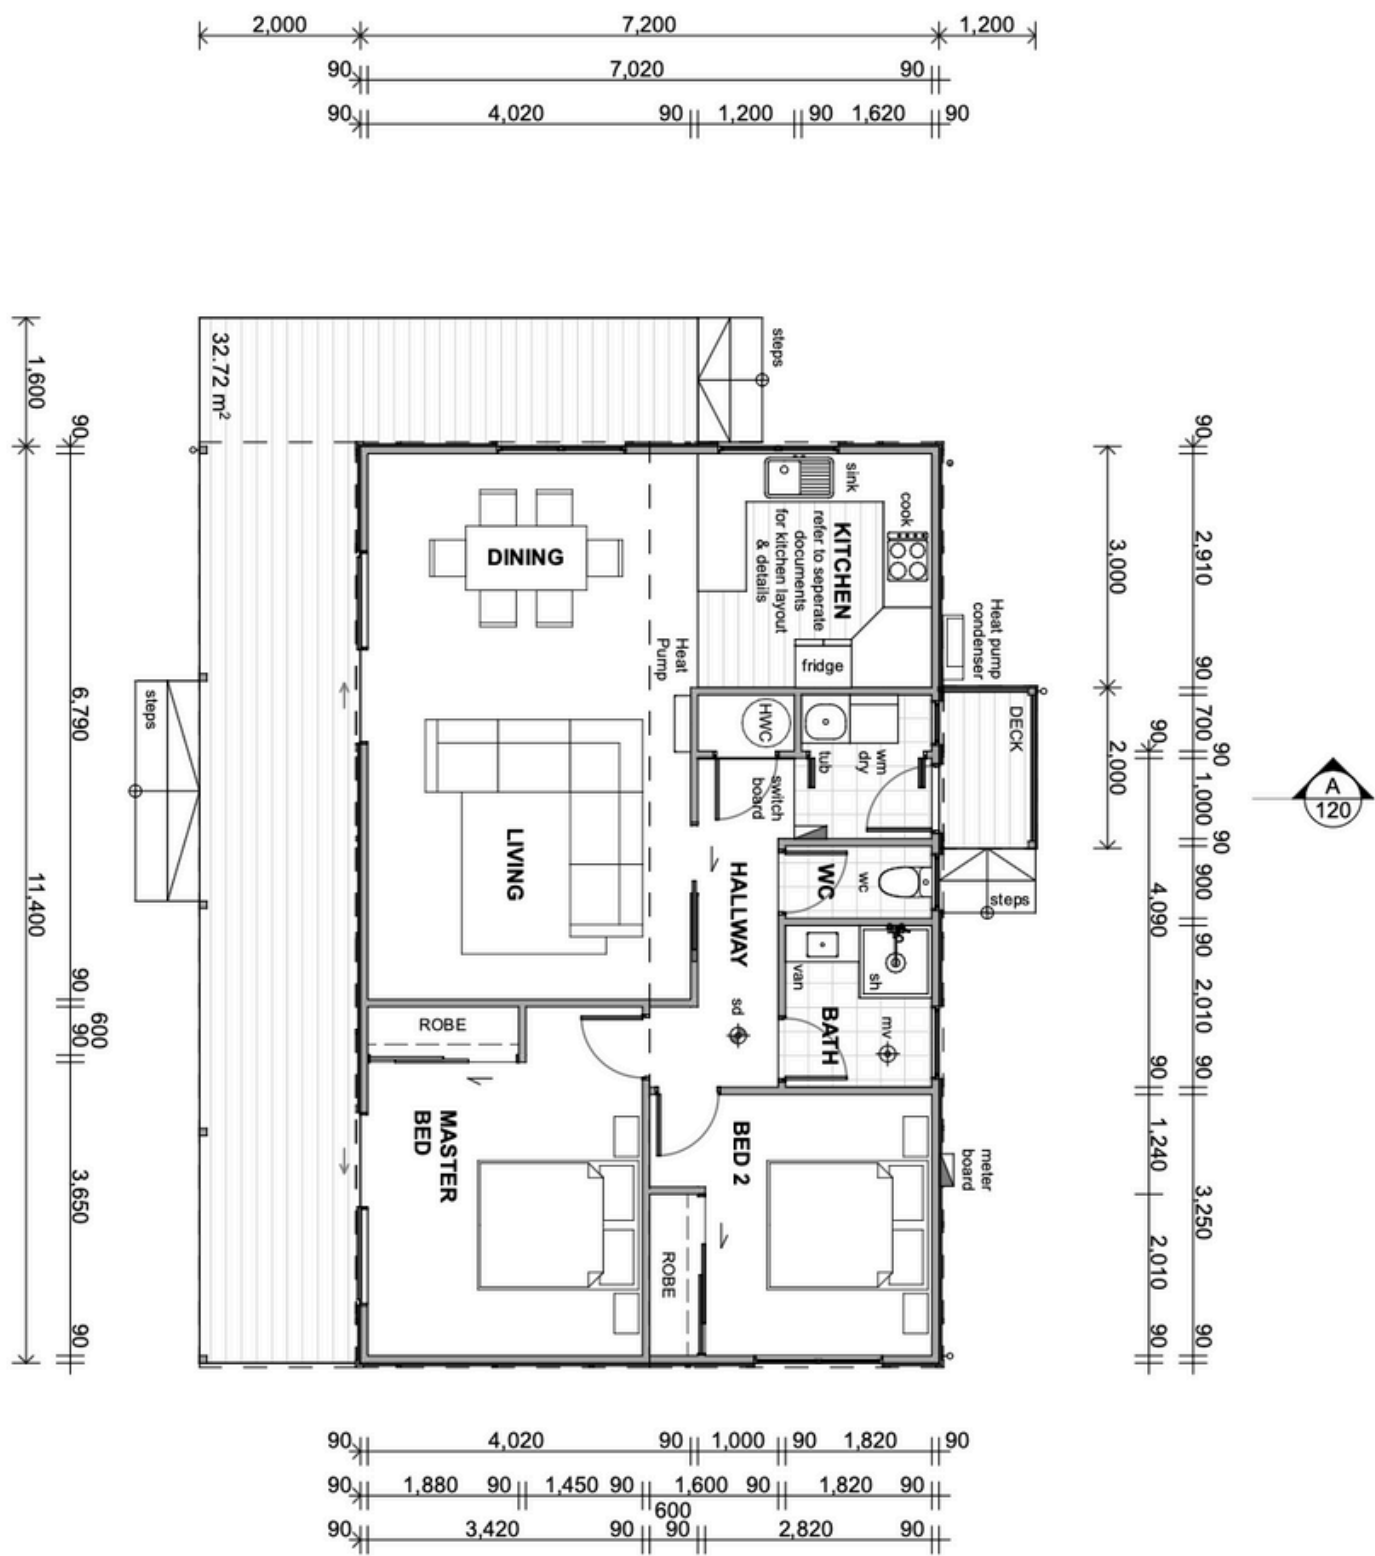 2,000 7,200 1,200
90 7,020 90
90 4,020 90 1,200 90 1,620 90
1,600
11,400
90
6,790
90
600
90
3,650
90
32.72 m²
steps
steps
DINING
KITCHEN
refer to seperate
documents
for kitchen layout
& details
sink
cook
fridge
Heat
Pump
Heat pump
condenser
HWC
tub
wm
dry
switch
board
DECK
steps
LIVING
HALLWAY
WC
wc
van
sh
BATH
mv
sd
ROBE
MASTER
BED
BED 2
ROBE
meter
board
3,000
2,000
90
4,090
90
1,240
2,010
90
90
2,910
90
700
90
1,000
90
900
90
2,010
90
3,250
90
A
120
90 4,020 90 1,000 90 1,820 90
90 1,880 90 1,450 90 1,600 90 1,820 90
600
90 3,420 90 90 2,820 90